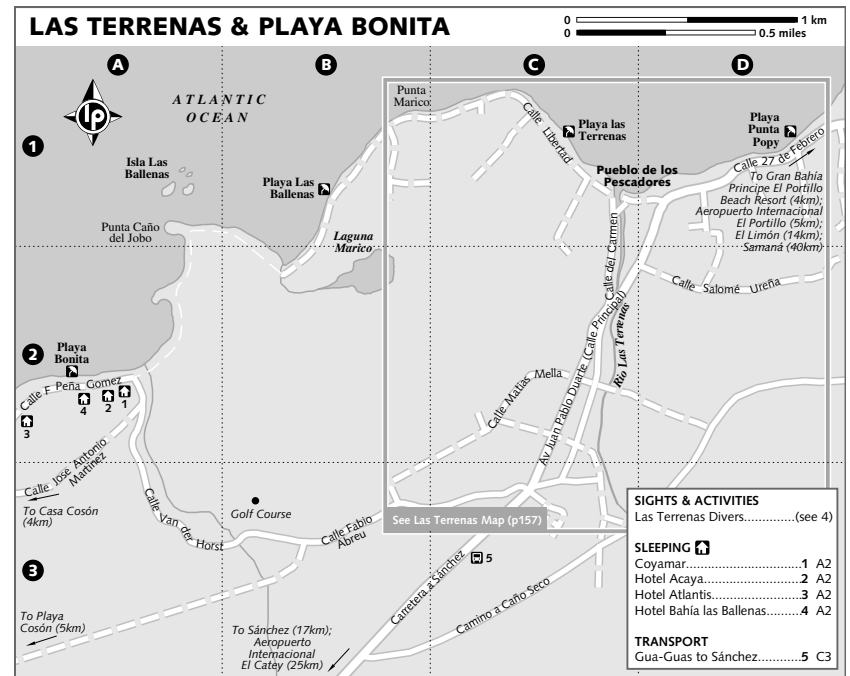 LAS TERRENAS & PLAYA BONITA
0 1 km
0 0.5 miles
A B C D
1
2
3
lp
ATLANTIC
OCEAN
Isla Las
Ballenas
Punta Caño
del Jobo
Playa Las
Ballenas
Laguna
Marico
Punta
Marico
Calle Libertad
Playa las
Terrenas
Pueblo de los
Pescadores
Playa
Punta
Popy
Calle 27 de Febrero
To Gran Bahía
Principe El Portillo
Beach Resort (4km);
Aeropuerto Internacional
El Portillo (5km);
El Limón (14km);
Samaná (40km)
Calle del Carmen
Calle Salomé Ureña
Río Las Terrenas
Av Juan Pablo Duarte (Calle Principal)
Calle Matias Mella
Playa
Bonita
Calle F Peña Gomez
3
4
2
1
Calle Jose Antonio
Martinez
To Casa Cosón
(4km)
Calle Van der Horst
Golf Course
Calle Fabio
Abreu
See Las Terrenas Map (p157)
5
Carretera a Sánchez
Camino a Caño Seco
To Playa
Cosón (5km)
To Sánchez (17km);
Aeropuerto
Internacional
El Catey (25km)
SIGHTS & ACTIVITIES
Las Terrenas Divers.............(see 4)
SLEEPING
Coyamar.................................1 A2
Hotel Acaya............................2 A2
Hotel Atlantis..........................3 A2
Hotel Bahía las Ballenas.........4 A2
TRANSPORT
Gua-Guas to Sánchez............5 C3